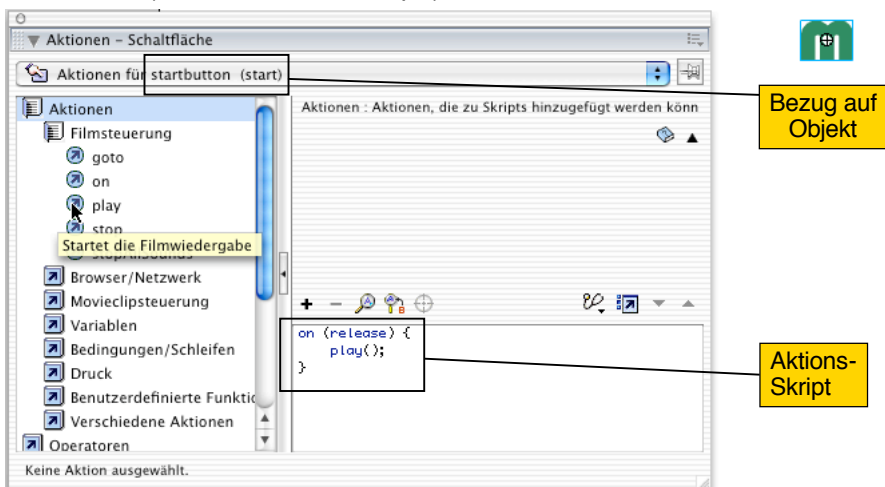 Aktionen – Schaltfläche
Aktionen für startbutton (start)
Bezug auf
Objekt
Aktionen
Filmsteuerung
goto
on
play
stop
Startet die Filmwiedergabe
stopAllSounds
Browser/Netzwerk
Movieclipsteuerung
Variablen
Bedingungen/Schleifen
Druck
Benutzerdefinierte Funktio
Verschiedene Aktionen
Operatoren
Aktionen : Aktionen, die zu Skripts hinzugefügt werden könn
on (release) {
play();
}
Aktions-
Skript
Keine Aktion ausgewählt.